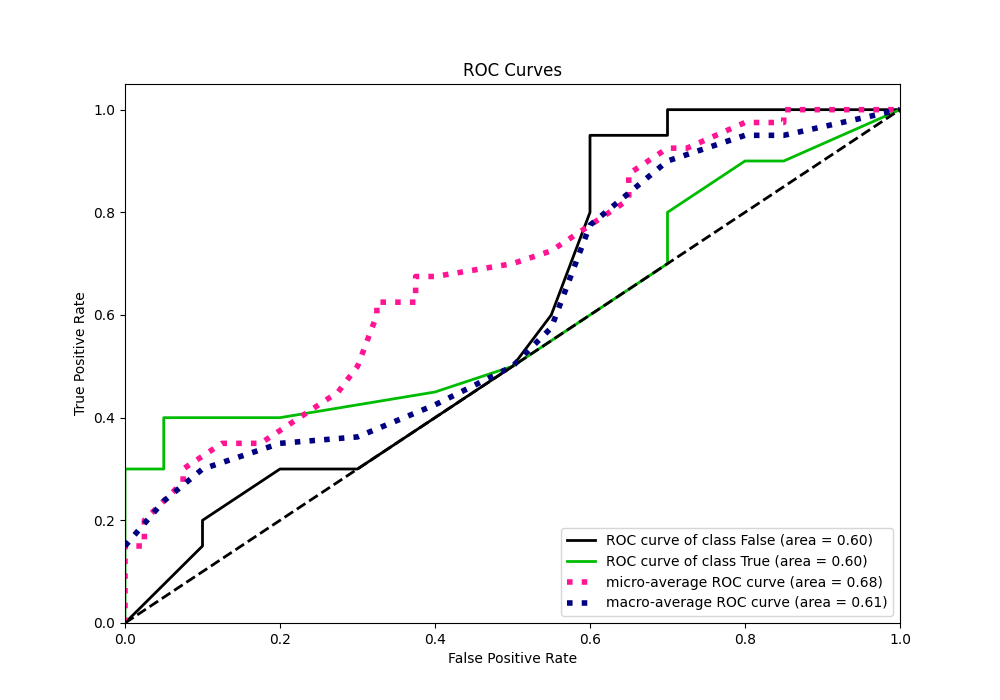 ROC Curves
True Positive Rate
1.0
0.8
0.6
0.4
0.2
0.0
ROC curve of class False (area = 0.60)
ROC curve of class True (area = 0.60)
micro-average ROC curve (area = 0.68)
macro-average ROC curve (area = 0.61)
0.0 0.2 0.4 0.6 0.8 1.0
False Positive Rate